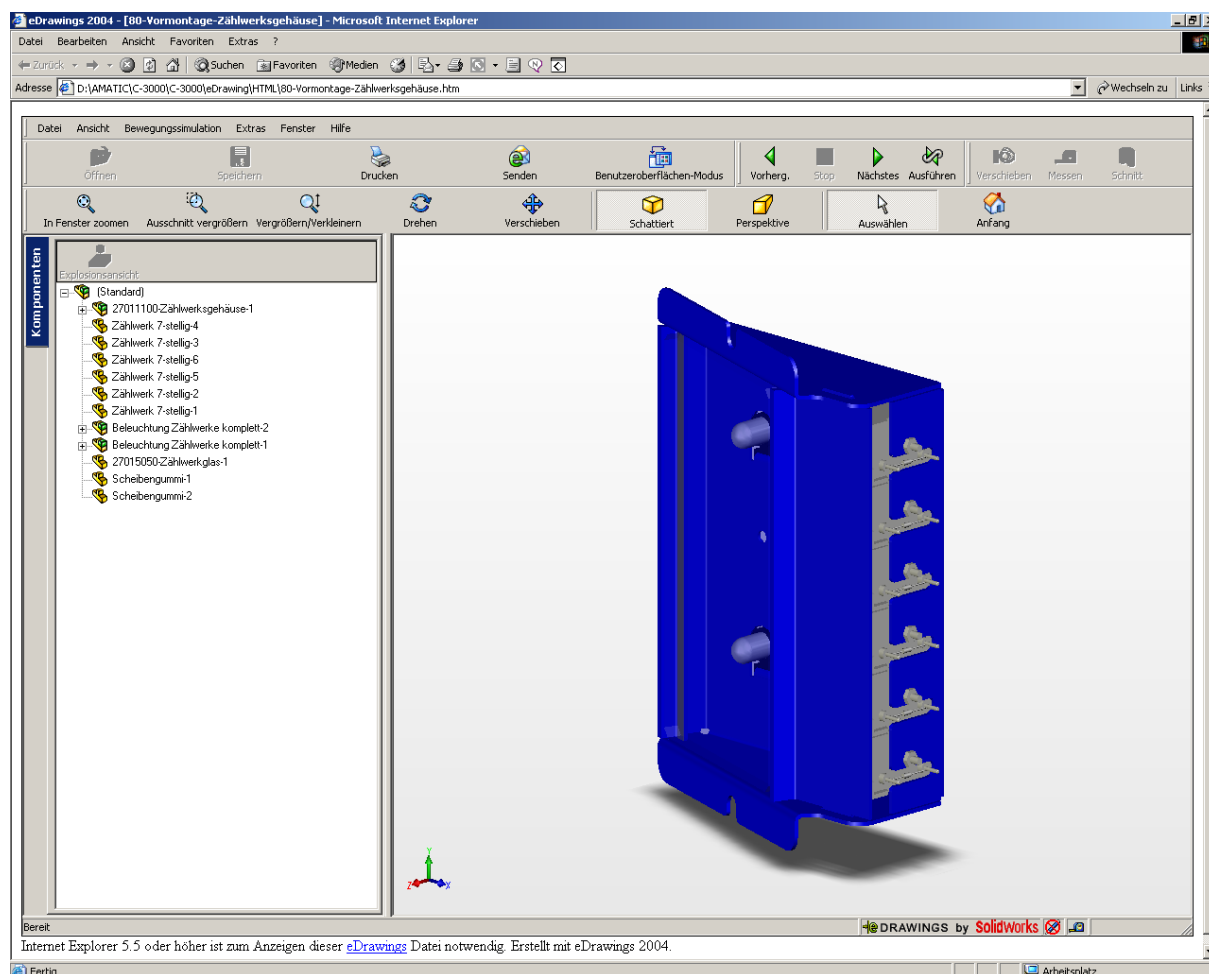 eDrawings 2004 - [80-Vormontage-Zählwerksgehäuse] - Microsoft Internet Explorer
Datei Bearbeiten Ansicht Favoriten Extras ?
Zurück Suchen Favoriten Medien
Adresse D:\AMATIC\C-3000\C-3000\eDrawing\HTML\80-Vormontage-Zählwerksgehäuse.htm Wechseln zu Links
Datei Ansicht Bewegungssimulation Extras Fenster Hilfe
Öffnen Speichern Drucken Senden Benutzeroberflächen-Modus Vorherg. Stop Nächstes Ausführen Verschieben Messen Schnitt
In Fenster zoomen Ausschnitt vergrößern Vergrößern/Verkleinern Drehen Verschieben Schattiert Perspektive Auswählen Anfang
Komponenten
Explosionsansicht
(Standard)
27011100-Zählwerksgehäuse-1
Zählwerk 7-stellig-4
Zählwerk 7-stellig-3
Zählwerk 7-stellig-6
Zählwerk 7-stellig-5
Zählwerk 7-stellig-2
Zählwerk 7-stellig-1
Beleuchtung Zählwerke komplett-2
Beleuchtung Zählwerke komplett-1
27015050-Zählwerkglas-1
Scheibengummi-1
Scheibengummi-2
Y
Z X
Bereit eDRAWINGS by SolidWorks
Internet Explorer 5.5 oder höher ist zum Anzeigen dieser eDrawings Datei notwendig. Erstellt mit eDrawings 2004.
Fertig Arbeitsplatz